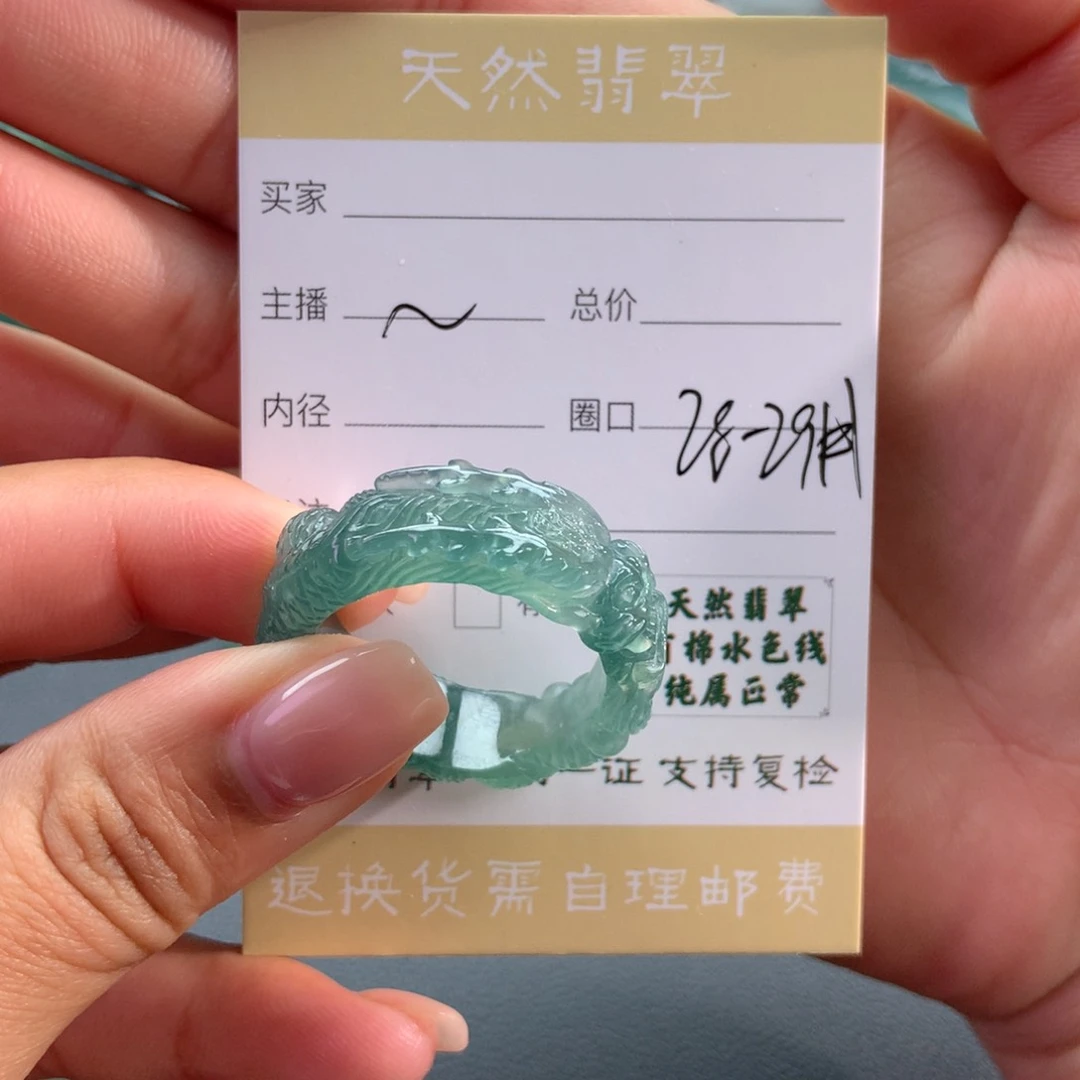 天然翡翠
买家
主播 ~ 总价
内径 圈口 28-29
天然翡翠
棉水色线
纯属正常
一证 支持复检
退换货需自理邮费